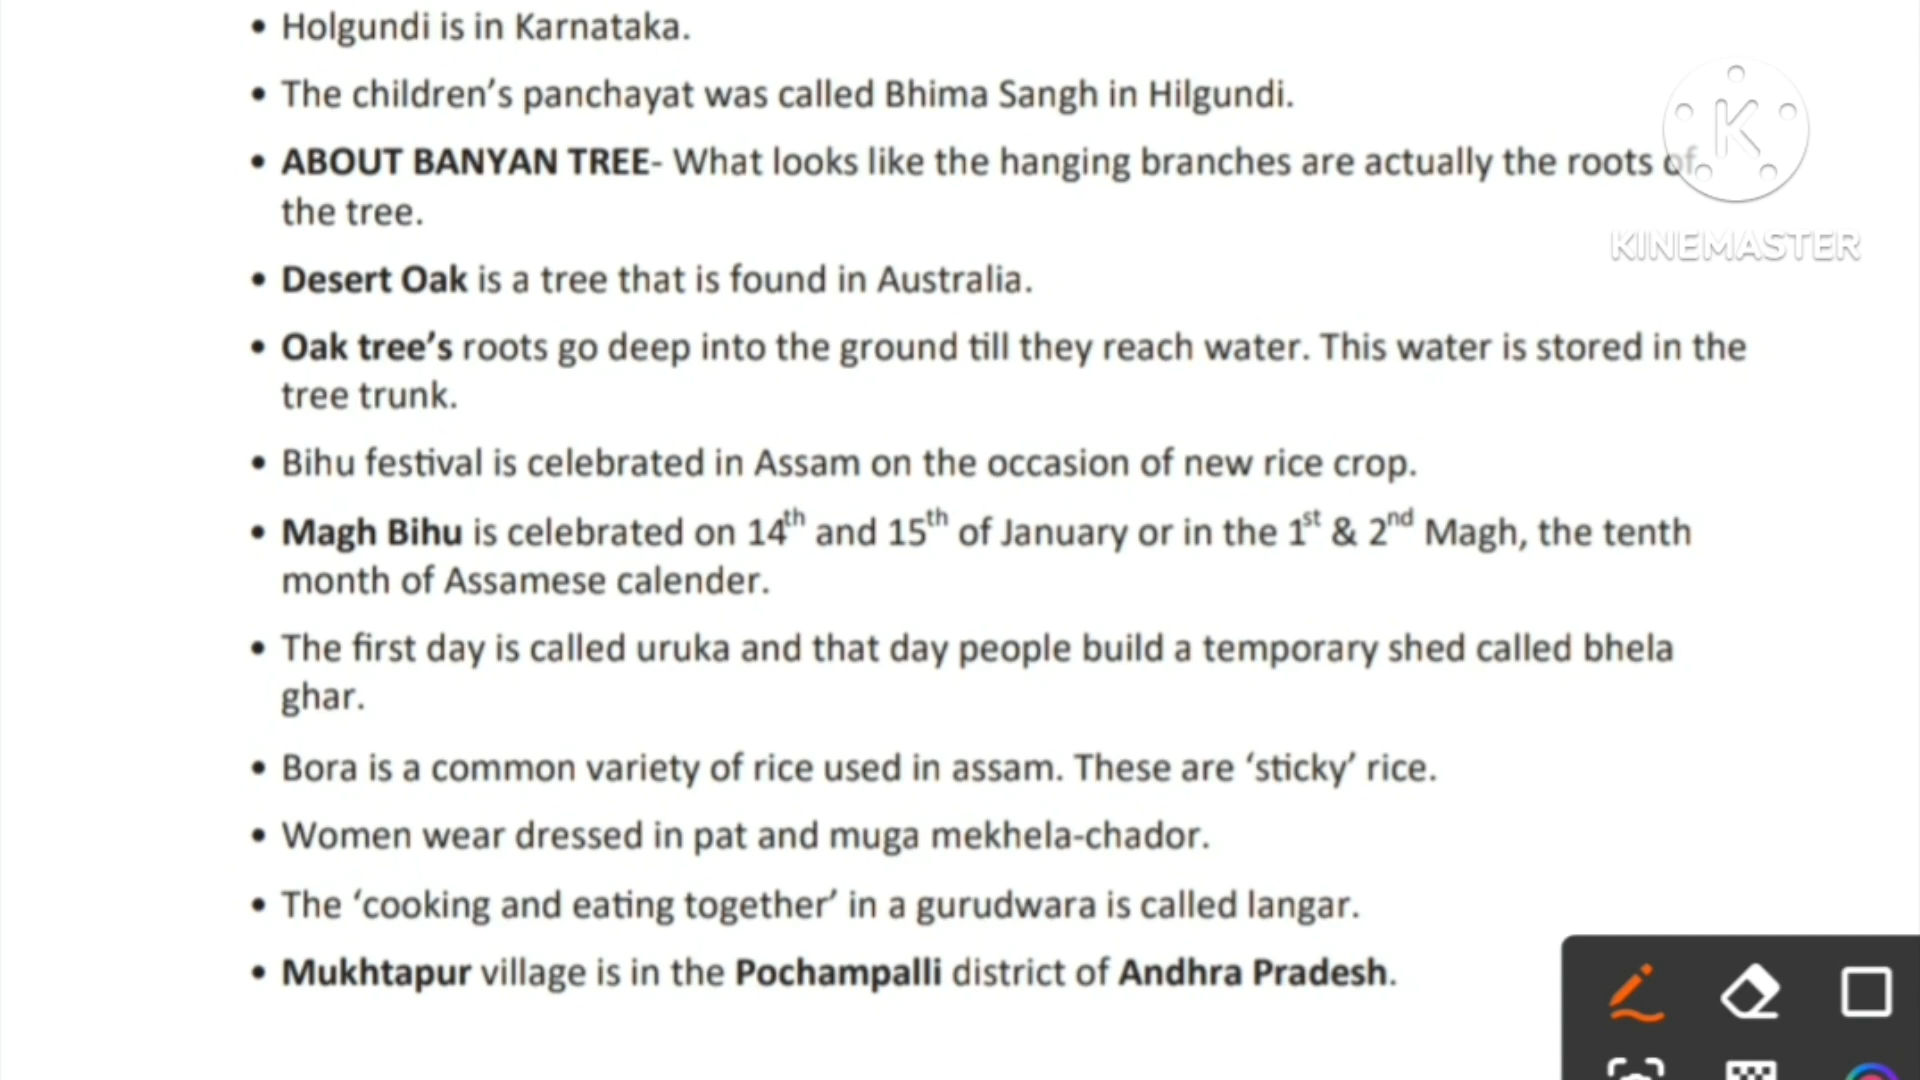 • Holgundi is in Karnataka.
• The children’s panchayat was called Bhima Sangh in Hilgundi.
• ABOUT BANYAN TREE- What looks like the hanging branches are actually the roots of
the tree.
K
KINEMASTER
• Desert Oak is a tree that is found in Australia.
• Oak tree’s roots go deep into the ground till they reach water. This water is stored in the
tree trunk.
• Bihu festival is celebrated in Assam on the occasion of new rice crop.
• Magh Bihu is celebrated on 14th and 15th of January or in the 1st & 2nd Magh, the tenth
month of Assamese calender.
• The first day is called uruka and that day people build a temporary shed called bhela
ghar.
• Bora is a common variety of rice used in assam. These are ‘sticky’ rice.
• Women wear dressed in pat and muga mekhela-chador.
• The ‘cooking and eating together’ in a gurudwara is called langar.
• Mukhtapur village is in the Pochampalli district of Andhra Pradesh.